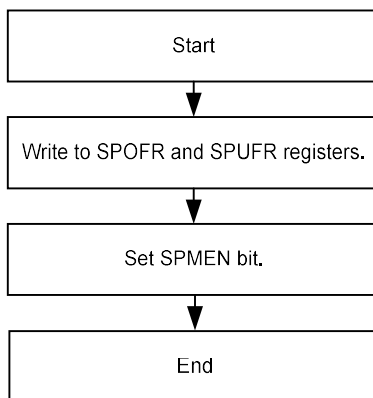 Start
Write to SPOFR and SPUFR registers.
Set SPMEN bit.
End